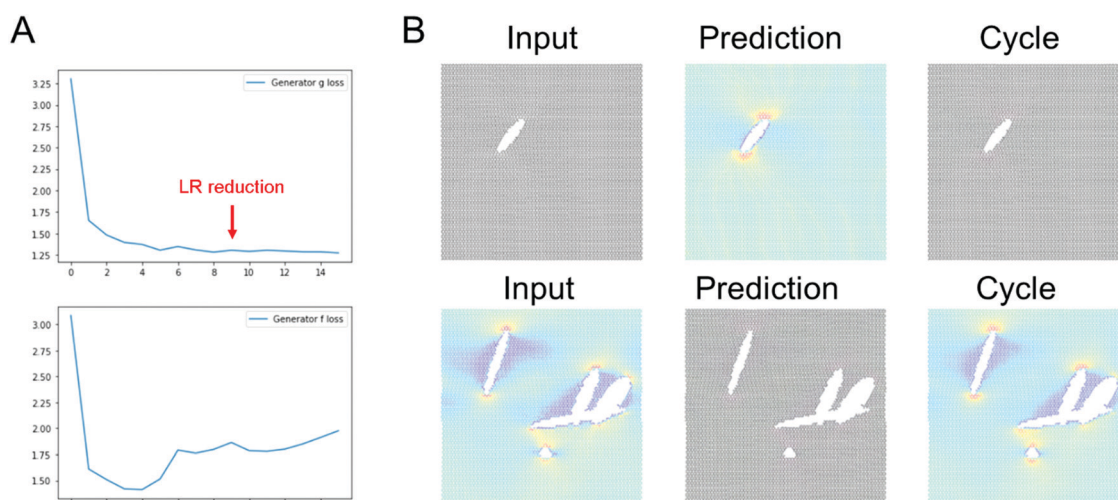 A
B
Input
Prediction
Cycle
3.25
3.00
2.75
2.50
2.25
2.00
1.75
1.50
1.25
Generator g loss
LR reduction
0 2 4 6 8 10 12 14
Input
Prediction
Cycle
3.00
2.75
2.50
2.25
2.00
1.75
1.50
Generator f loss